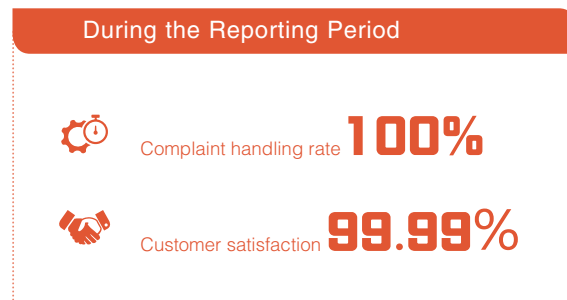 During the Reporting Period
Complaint handling rate 100%
Customer satisfaction 99.99%